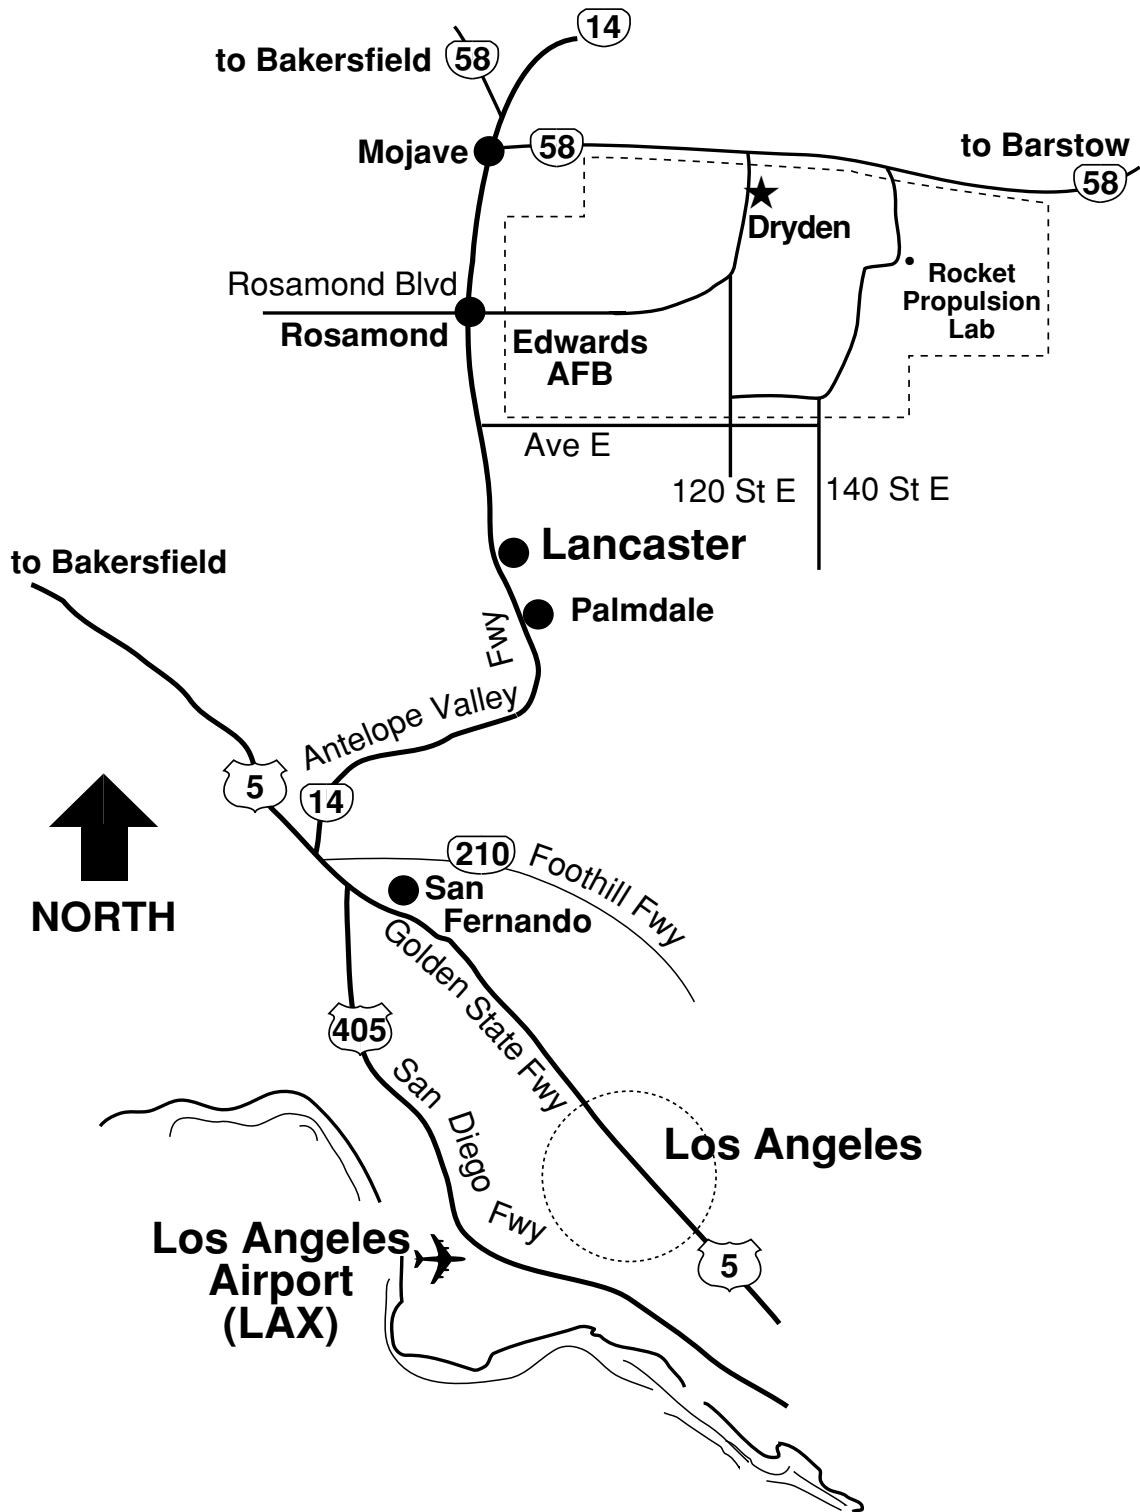 14
to Bakersfield
58
Mojave
58
to Barstow
58
Dryden
Rosamond Blvd
Rocket
Propulsion
Lab
Rosamond
Edwards
AFB
Ave E
120 St E
140 St E
Lancaster
to Bakersfield
Palmdale
Antelope Valley Fwy
5
14
210
Foothill Fwy
San
Fernando
NORTH
Golden State Fwy
405
San Diego Fwy
Los Angeles
Los Angeles
Airport
(LAX)
5